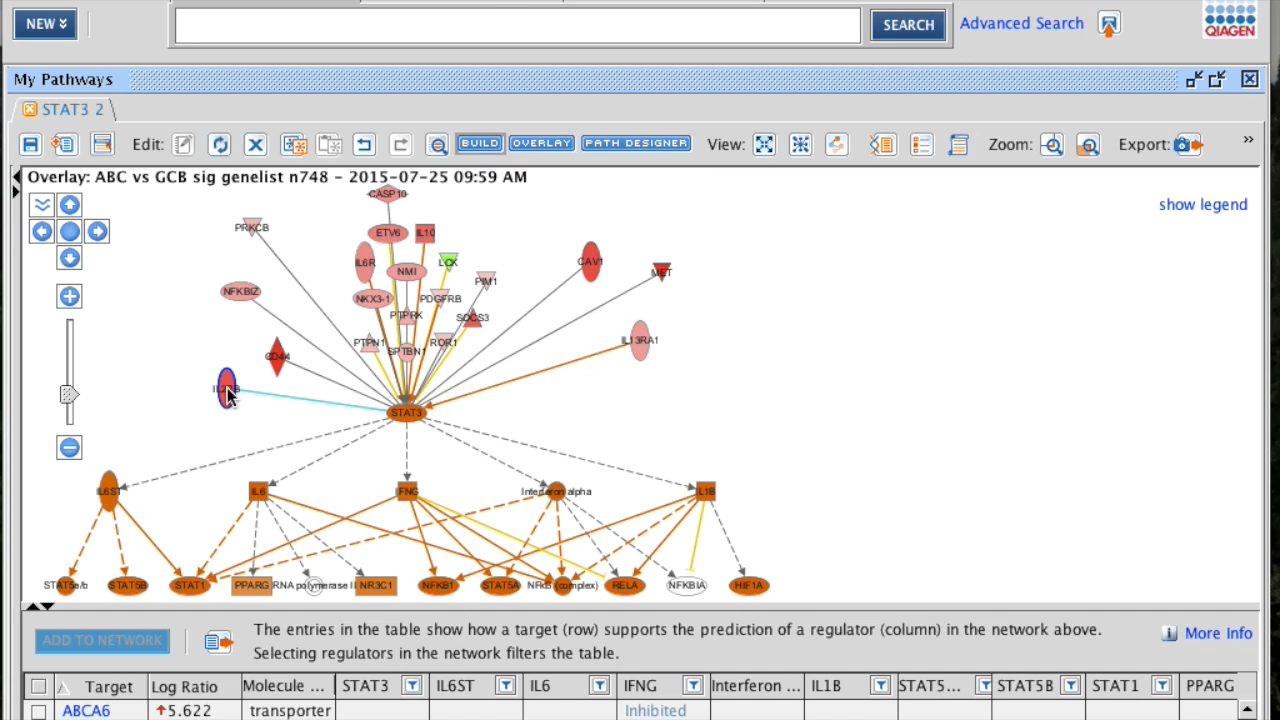 NEW
SEARCH
Advanced Search
QIAGEN
My Pathways
STAT3 2
Edit:
BUILD
OVERLAY
PATH DESIGNER
View:
Zoom:
Export:
Overlay: ABC vs GCB sig genelist n748 - 2015-07-25 09:59 AM
show legend
CASP10
PRKCB
ETV6
IL10
IL6R
NMI
LCK
CAV1
MET
PIM1
NFKBIZ
NKX3-1
PDGFRB
PTPRK
SOCS3
PTPN1
SPTBN1
ROR1
IL13RA1
CD44
STAT3
IL6ST
IL6
IFNG
Interferon alpha
IL1B
STAT5a/b
STAT5B
STAT1
PPARG
RNA polymerase II
NR3C1
NFKB1
STAT5A
NFkB (complex)
RELA
NFKBIA
HIF1A
ADD TO NETWORK
The entries in the table show how a target (row) supports the prediction of a regulator (column) in the network above.
Selecting regulators in the network filters the table.
More Info
Target Log Ratio Molecule ... STAT3 IL6ST IL6 IFNG Interferon ... IL1B STAT5... STAT5B STAT1 PPARG
ABCA6 5.622 transporter Inhibited